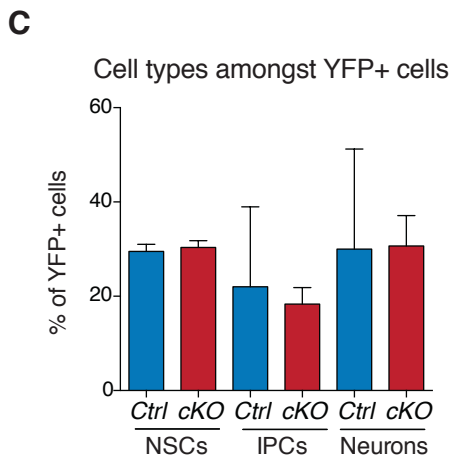 C
Cell types amongst YFP+ cells
% of YFP+ cells
60
40
20
0
Ctrl cKO Ctrl cKO Ctrl cKO
NSCs IPCs Neurons